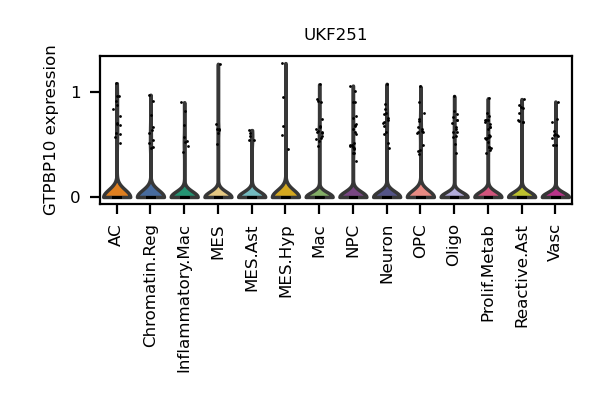 UKF251
GTPBP10 expression
1
0
AC
Chromatin.Reg
Inflammatory.Mac
MES
MES.Ast
MES.Hyp
Mac
NPC
Neuron
OPC
Oligo
Prolif.Metab
Reactive.Ast
Vasc